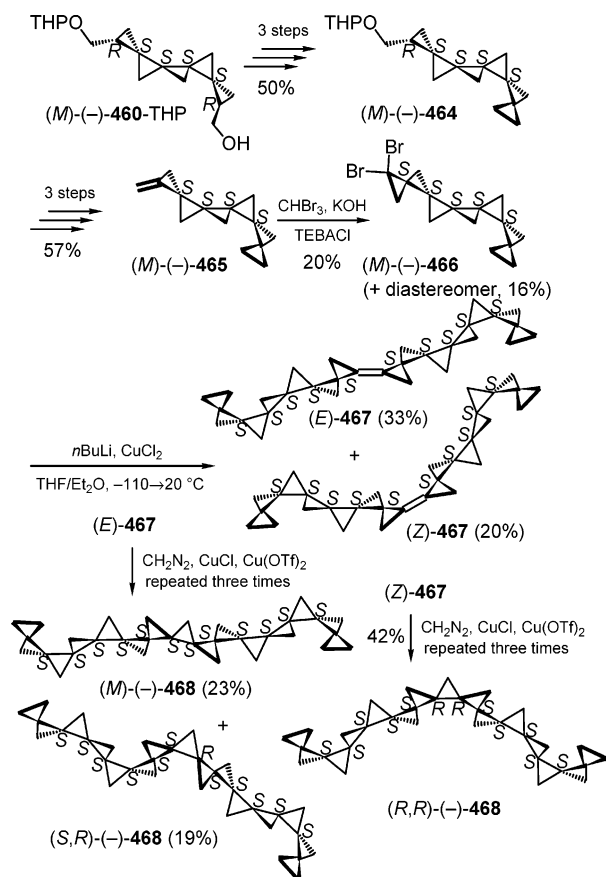 THPO
R S S S S R
OH
(M)-(–)-460-THP
3 steps
50%
THPO
R S S S S
(M)-(–)-464
3 steps
57%
S S S S
(M)-(–)-465
CHBr3, KOH
TEBACl
20%
Br
Br
S S S S
(M)-(–)-466
(+ diastereomer, 16%)
S S S S S S S S
(E)-467 (33%)
+
nBuLi, CuCl2
THF/Et2O, –110→20 °C
S S S S S S S S
(Z)-467 (20%)
(E)-467
CH2N2, CuCl, Cu(OTf)2
repeated three times
(Z)-467
42%
CH2N2, CuCl, Cu(OTf)2
repeated three times
S S S S S S S S S S
(M)-(–)-468 (23%)
+
S S S S R S S S S
(S,R)-(–)-468 (19%)
S S S S R R S S S S
(R,R)-(–)-468